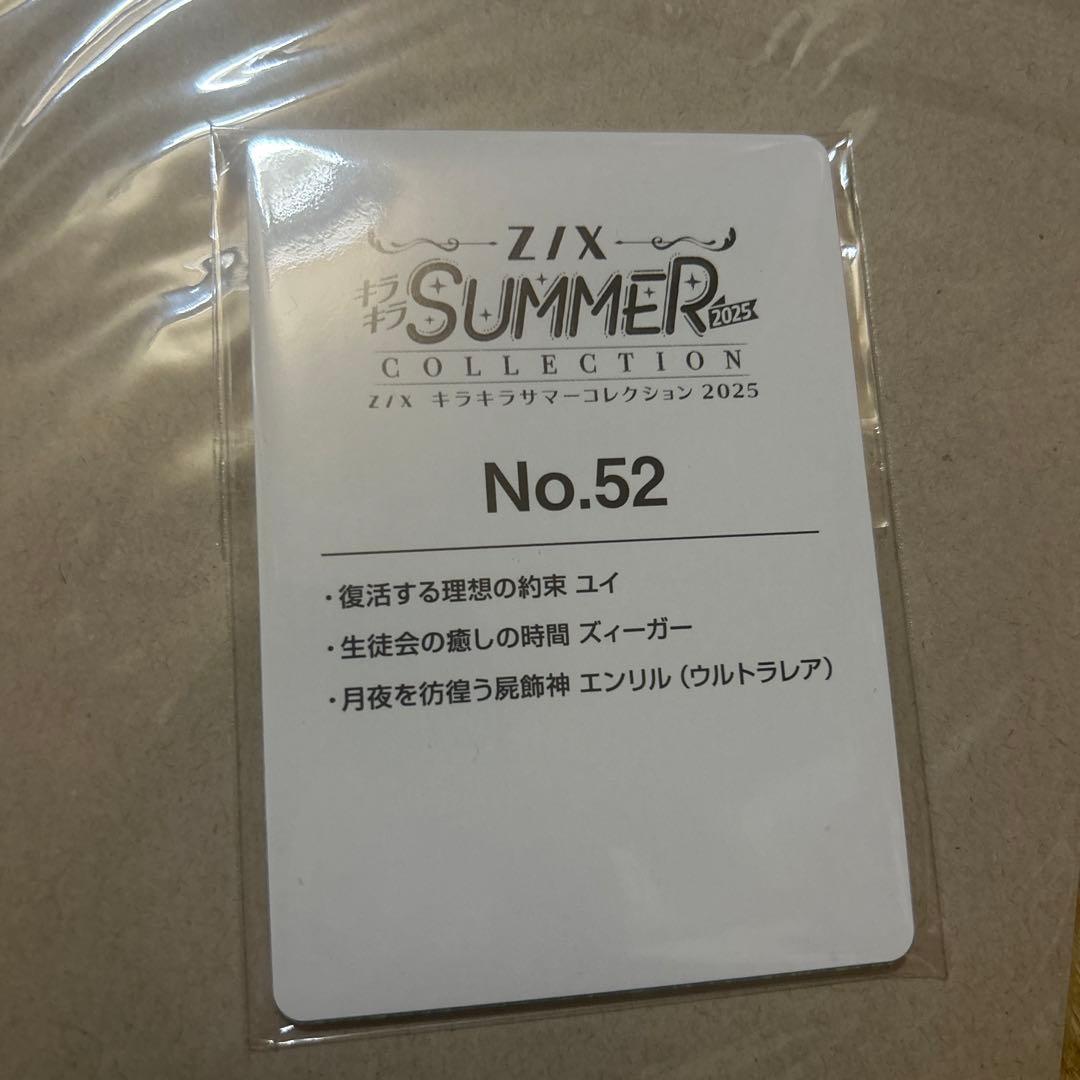 Z/X
キラキラ SUMMER 2025
COLLECTION
Z/X キラキラサマーコレクション 2025
No.52
・復活する理想の約束 ユイ
・生徒会の癒しの時間 ズィーガー
・月夜を彷徨う屍飾神 エンリル（ウルトラレア）